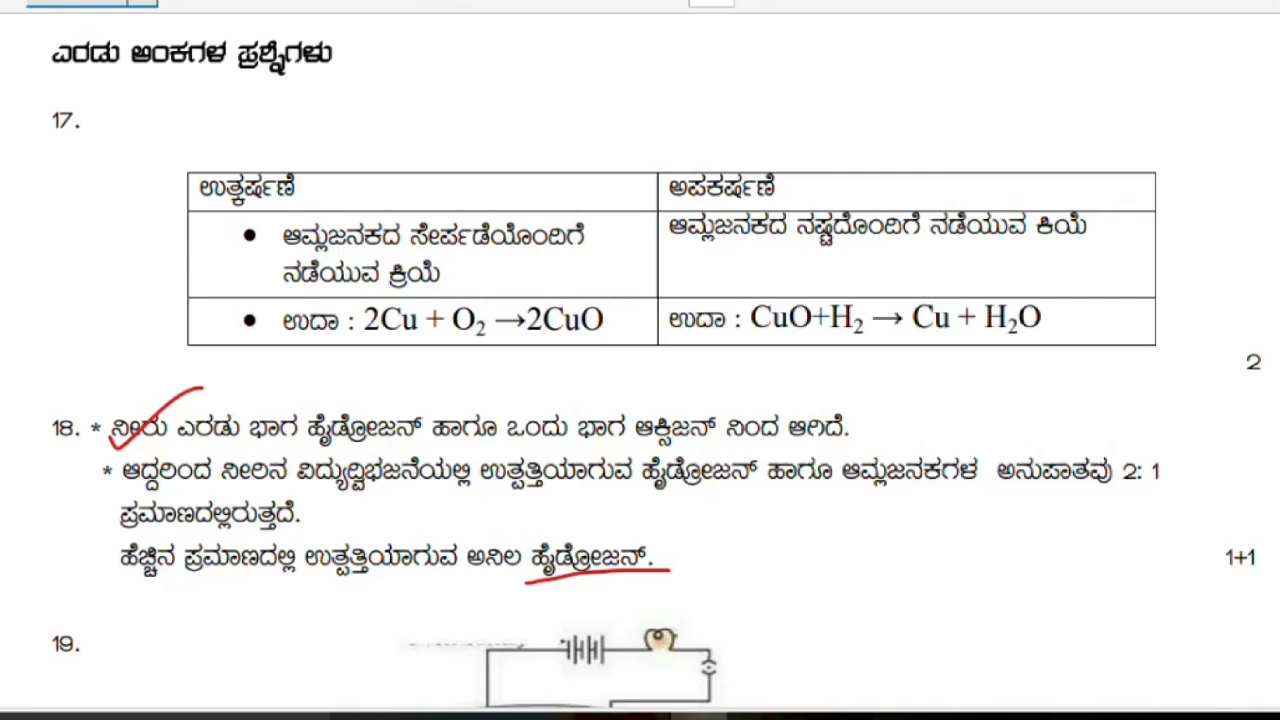 ಎರಡು ಅಂಕಗಳ ಪ್ರಶ್ನೆಗಳು
17.
ಉತ್ಕರ್ಷಣೆ ಅಪಕರ್ಷಣೆ
• ಆಮ್ಲಜನಕದ ಸೇರ್ಪಡೆಯೊಂದಿಗೆ ಆಮ್ಲಜನಕದ ನಷ್ಟದೊಂದಿಗೆ ನಡೆಯುವ ಕಿಯೆ
ನಡೆಯುವ ಕ್ರಿಯೆ
• ಉದಾ : 2Cu + O₂ →2CuO ಉದಾ : CuO+H₂ → Cu + H₂O
2
18. * ನೀರು ಎರಡು ಭಾಗ ಹೈಡ್ರೋಜನ್ ಹಾಗೂ ಒಂದು ಭಾಗ ಆಕ್ಸಿಜನ್ ನಿಂದ ಆಗಿದೆ.
* ಆದ್ದರಿಂದ ನೀರಿನ ವಿದ್ಯುದ್ವಿಭಜನೆಯಲ್ಲಿ ಉತ್ಪತ್ತಿಯಾಗುವ ಹೈಡ್ರೋಜನ್ ಹಾಗೂ ಆಮ್ಲಜನಕಗಳ ಅನುಪಾತವು 2: 1
ಪ್ರಮಾಣದಲ್ಲಿರುತ್ತದೆ.
ಹೆಚ್ಚಿನ ಪ್ರಮಾಣದಲ್ಲಿ ಉತ್ಪತ್ತಿಯಾಗುವ ಅನಿಲ ಹೈಡ್ರೋಜನ್. 1+1
19.